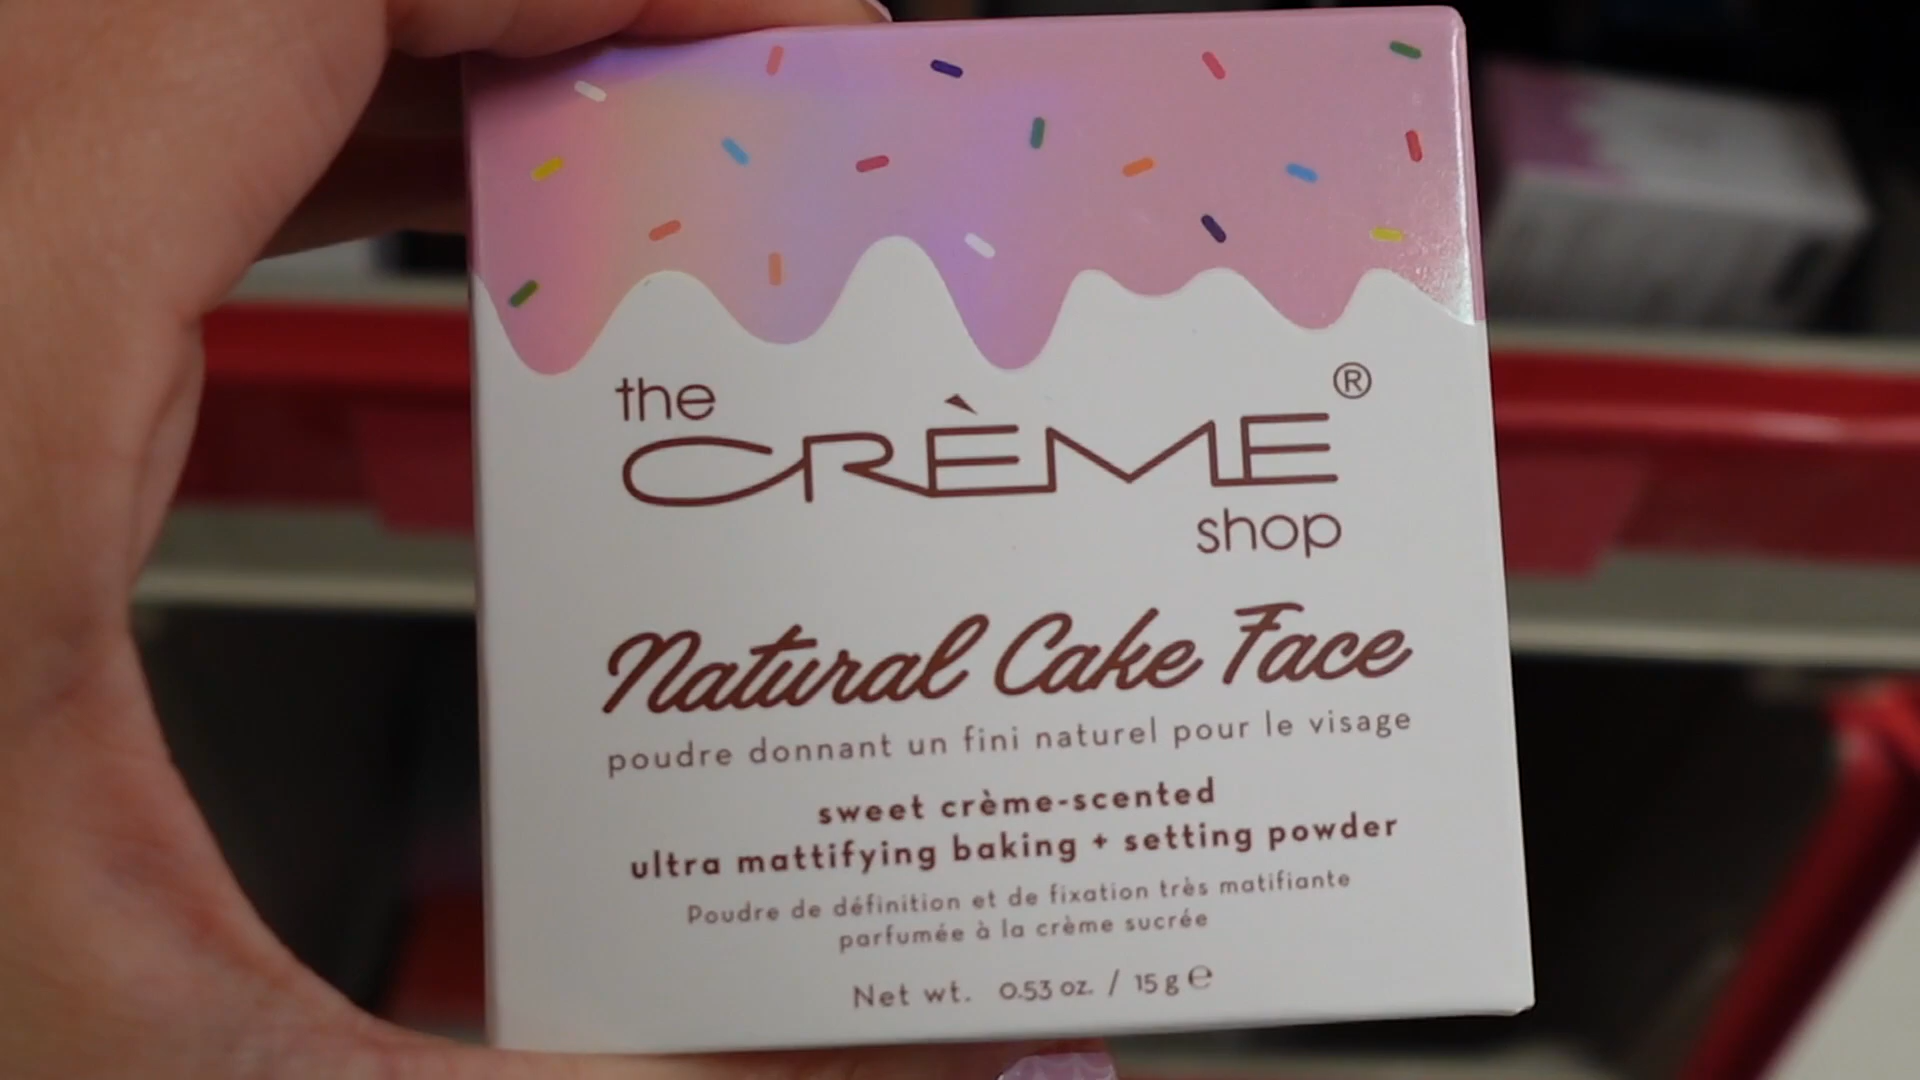 the
CRÈME
®
shop
Natural Cake Face
poudre donnant un fini naturel pour le visage
sweet crème-scented
ultra mattifying baking + setting powder
Poudre de définition et de fixation très matifiante
parfumée à la crème sucrée
Net wt. 0.53 oz. / 15 g ℮